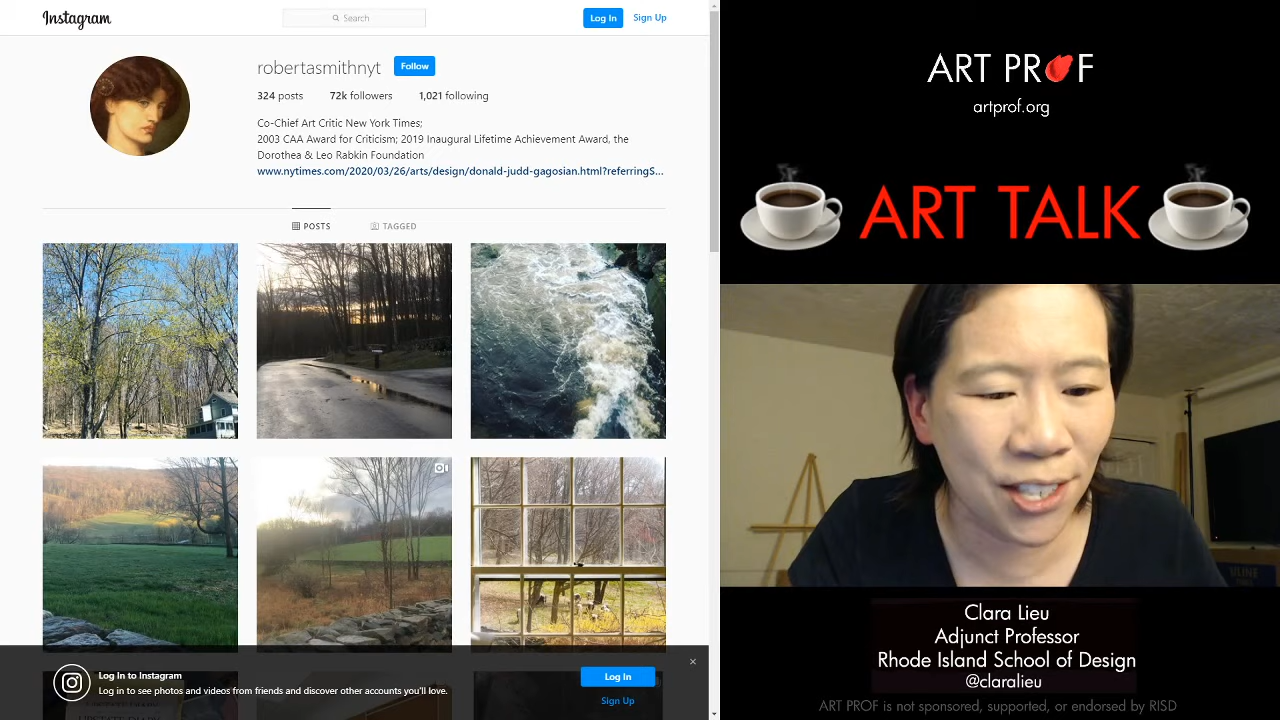 Instagram
Search
Log In
Sign Up
robertasmithnyt
Follow
324 posts
72k followers
1,021 following
Co-Chief Art Critic New York Times;
2003 CAA Award for Criticism; 2019 Inaugural Lifetime Achievement Award, the
Dorothea & Leo Rabkin Foundation
www.nytimes.com/2020/03/26/arts/design/donald-judd-gagosian.html?referringS...
POSTS
TAGGED
Log In to Instagram
Log in to see photos and videos from friends and discover other accounts you'll love.
Log In
Sign Up
UPSTATE DIARY
ART PROF
artprof.org
ART TALK
Clara Lieu
Adjunct Professor
Rhode Island School of Design
@claralieu
ART PROF is not sponsored, supported, or endorsed by RISD